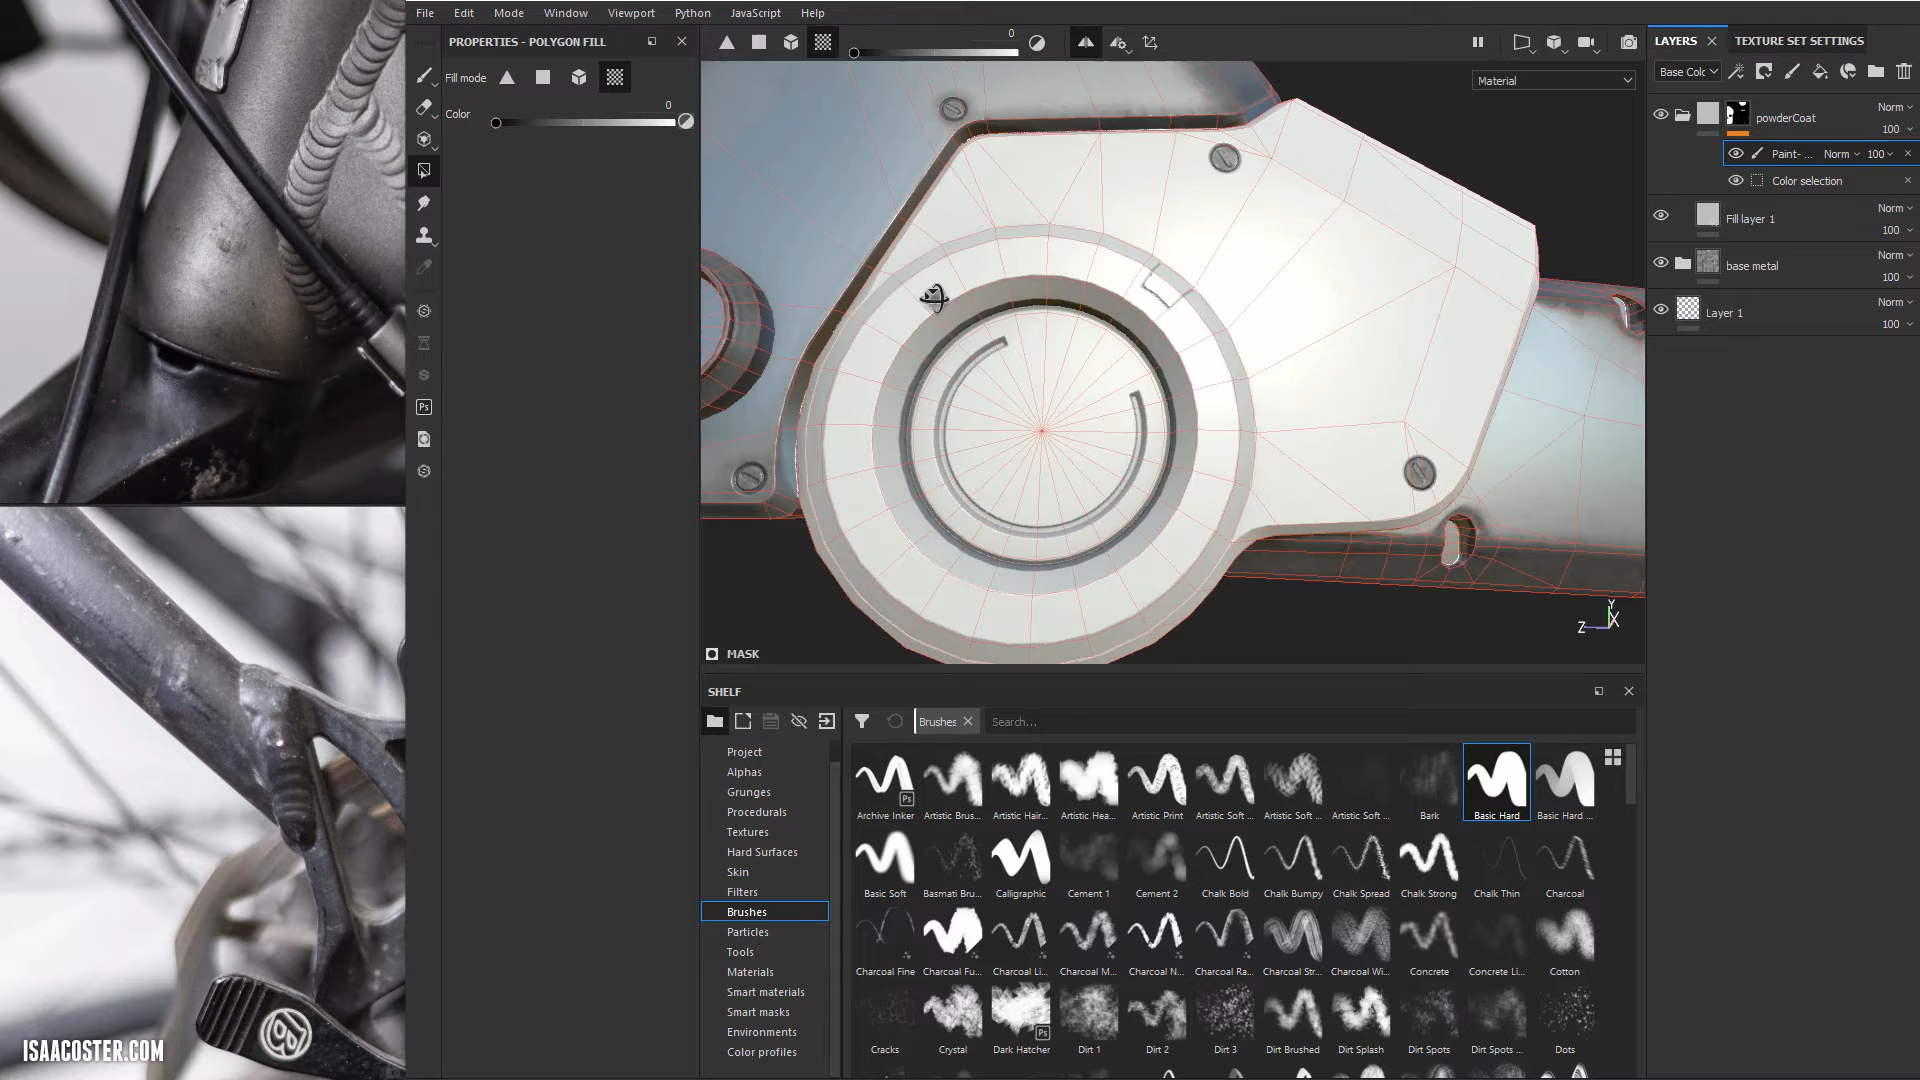 File Edit Mode Window Viewport Python JavaScript Help
PROPERTIES - POLYGON FILL
Fill mode
Color
0
0
Material
LAYERS
TEXTURE SET SETTINGS
Base Colc
powderCoat
Norm
100
Paint- ... Norm 100
Color selection
Fill layer 1
Norm
100
base metal
Norm
100
Layer 1
Norm
100
Ps
Y
Z X
MASK
SHELF
Brushes
Search...
Project
Alphas
Grunges
Procedurals
Textures
Hard Surfaces
Skin
Filters
Brushes
Particles
Tools
Materials
Smart materials
Smart masks
Environments
Color profiles
Ps
Archive Inker Artistic Brus... Artistic Hair... Artistic Hea... Artistic Print Artistic Soft ... Artistic Soft ... Artistic Soft ... Bark Basic Hard Basic Hard ...
Basic Soft Basmati Bru... Calligraphic Cement 1 Cement 2 Chalk Bold Chalk Bumpy Chalk Spread Chalk Strong Chalk Thin Charcoal
Charcoal Fine Charcoal Fu... Charcoal Li... Charcoal M... Charcoal N... Charcoal Ra... Charcoal Str... Charcoal Wi... Concrete Concrete Li... Cotton
Ps
Cracks Crystal Dark Hatcher Dirt 1 Dirt 2 Dirt 3 Dirt Brushed Dirt Splash Dirt Spots Dirt Spots ... Dots
ISAACOSTER.COM